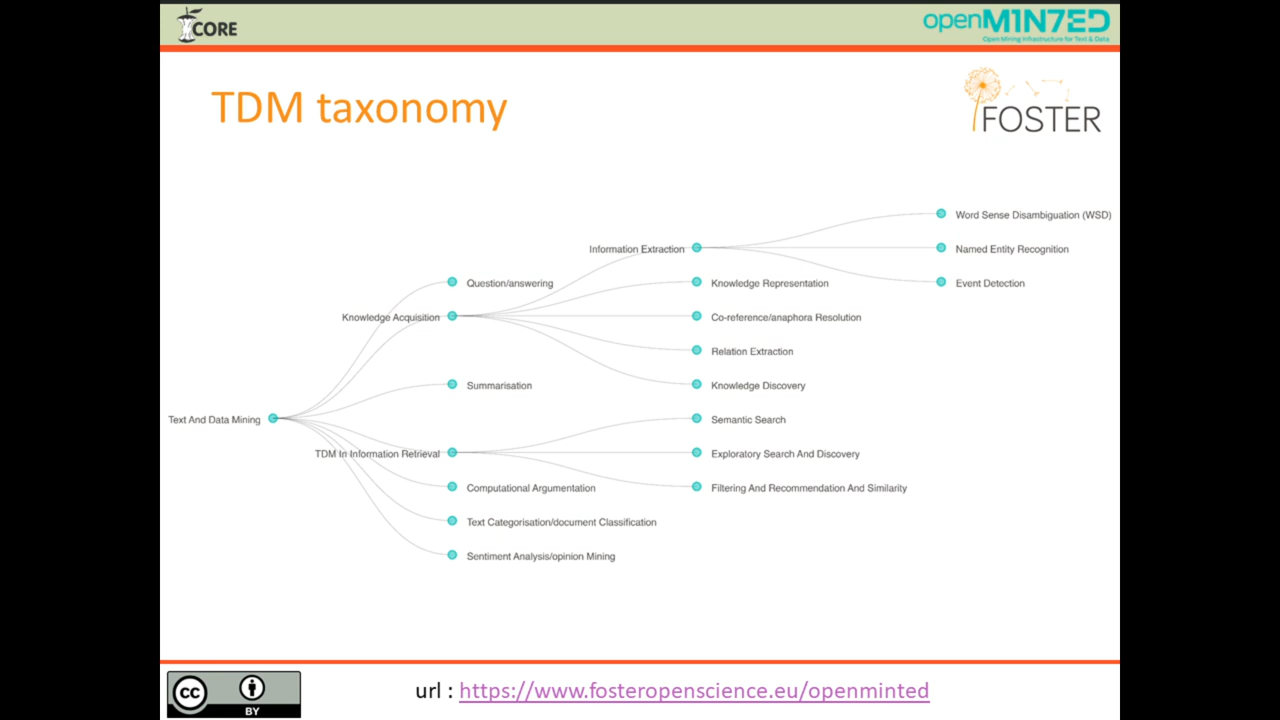 CORE
openM1N7ED
Open Mining Infrastructure for Text & Data
TDM taxonomy
FOSTER
Word Sense Disambiguation (WSD)
Information Extraction
Named Entity Recognition
Question/answering
Knowledge Representation
Event Detection
Knowledge Acquisition
Co-reference/anaphora Resolution
Relation Extraction
Summarisation
Knowledge Discovery
Text And Data Mining
Semantic Search
TDM In Information Retrieval
Exploratory Search And Discovery
Computational Argumentation
Filtering And Recommendation And Similarity
Text Categorisation/document Classification
Sentiment Analysis/opinion Mining
cc
BY
url : https://www.fosteropenscience.eu/openminted